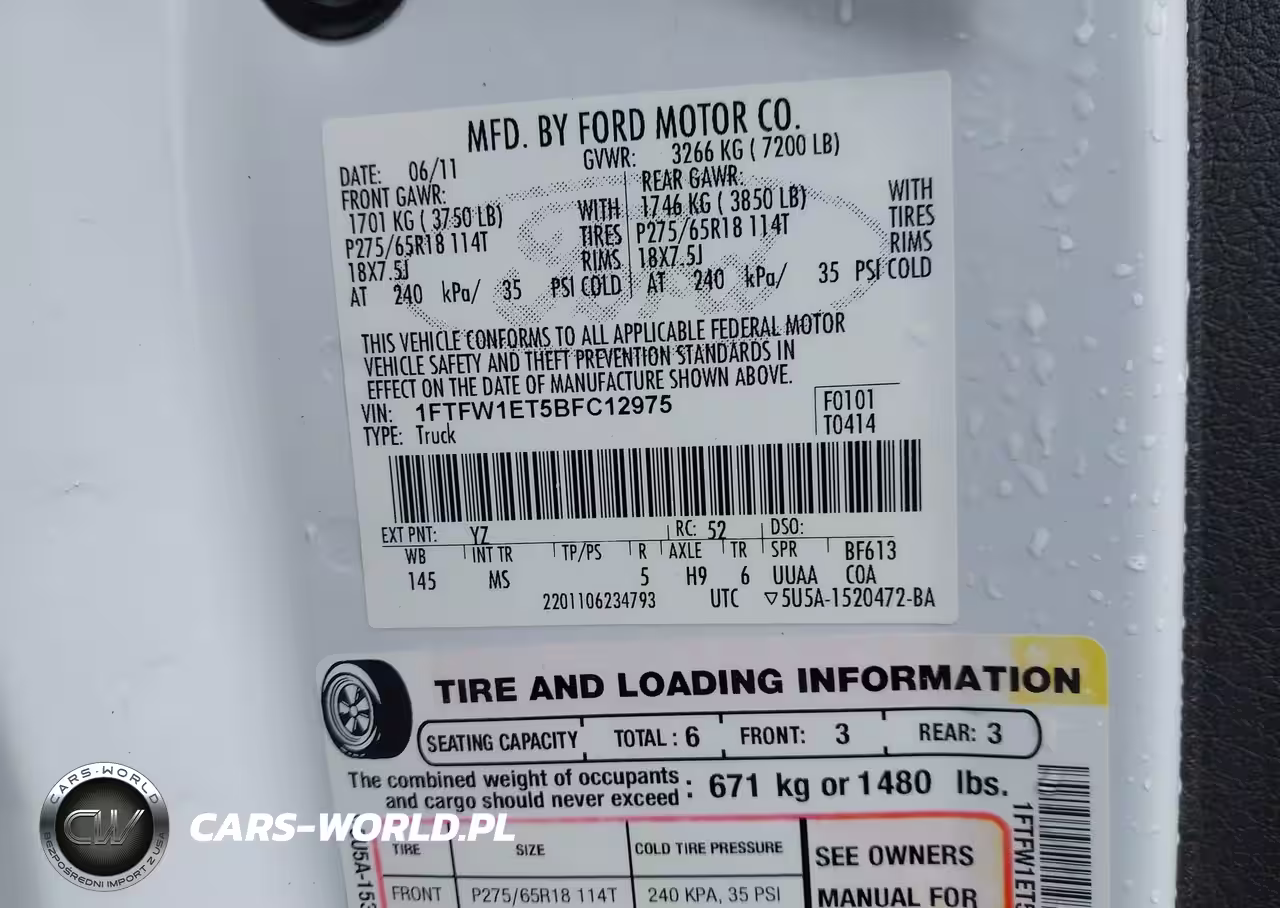 MFD. BY FORD MOTOR CO.
DATE: 06/11 GVWR: 3266 KG ( 7200 LB)
FRONT GAWR: REAR GAWR:
1701 KG ( 3750 LB) WITH 1746 KG ( 3850 LB) WITH
P275/65R18 114T TIRES P275/65R18 114T TIRES
18X7.5J RIMS 18X7.5J RIMS
AT 240 kPa/ 35 PSI COLD AT 240 kPa/ 35 PSI COLD
THIS VEHICLE CONFORMS TO ALL APPLICABLE FEDERAL MOTOR
VEHICLE SAFETY AND THEFT PREVENTION STANDARDS IN
EFFECT ON THE DATE OF MANUFACTURE SHOWN ABOVE.
VIN: 1FTFW1ET5BFC12975 F0101
TYPE: Truck T0414
EXT PNT: YZ RC: 52 DSO:
WB INT TR TP/PS R AXLE TR SPR BF613
145 MS 5 H9 6 UUAA COA
2201106234793 UTC ▽5U5A-1520472-BA
TIRE AND LOADING INFORMATION
SEATING CAPACITY TOTAL : 6 FRONT: 3 REAR: 3
The combined weight of occupants
and cargo should never exceed : 671 kg or 1480 lbs.
TIRE SIZE COLD TIRE PRESSURE SEE OWNERS
FRONT P275/65R18 114T 240 KPA, 35 PSI MANUAL FOR
1FTFW1ET5
CARS-WORLD
CW
BEZPOŚREDNI IMPORT Z USA
CARS-WORLD.PL